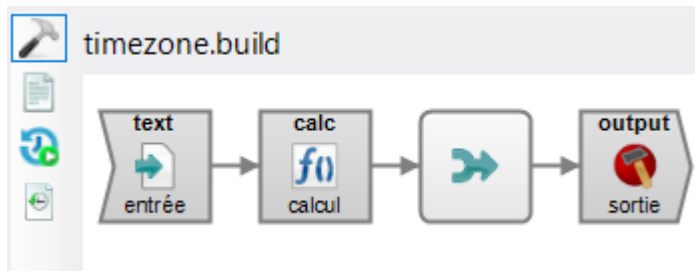 timezone.build
text
entrée
calc
f()
calcul
output
sortie